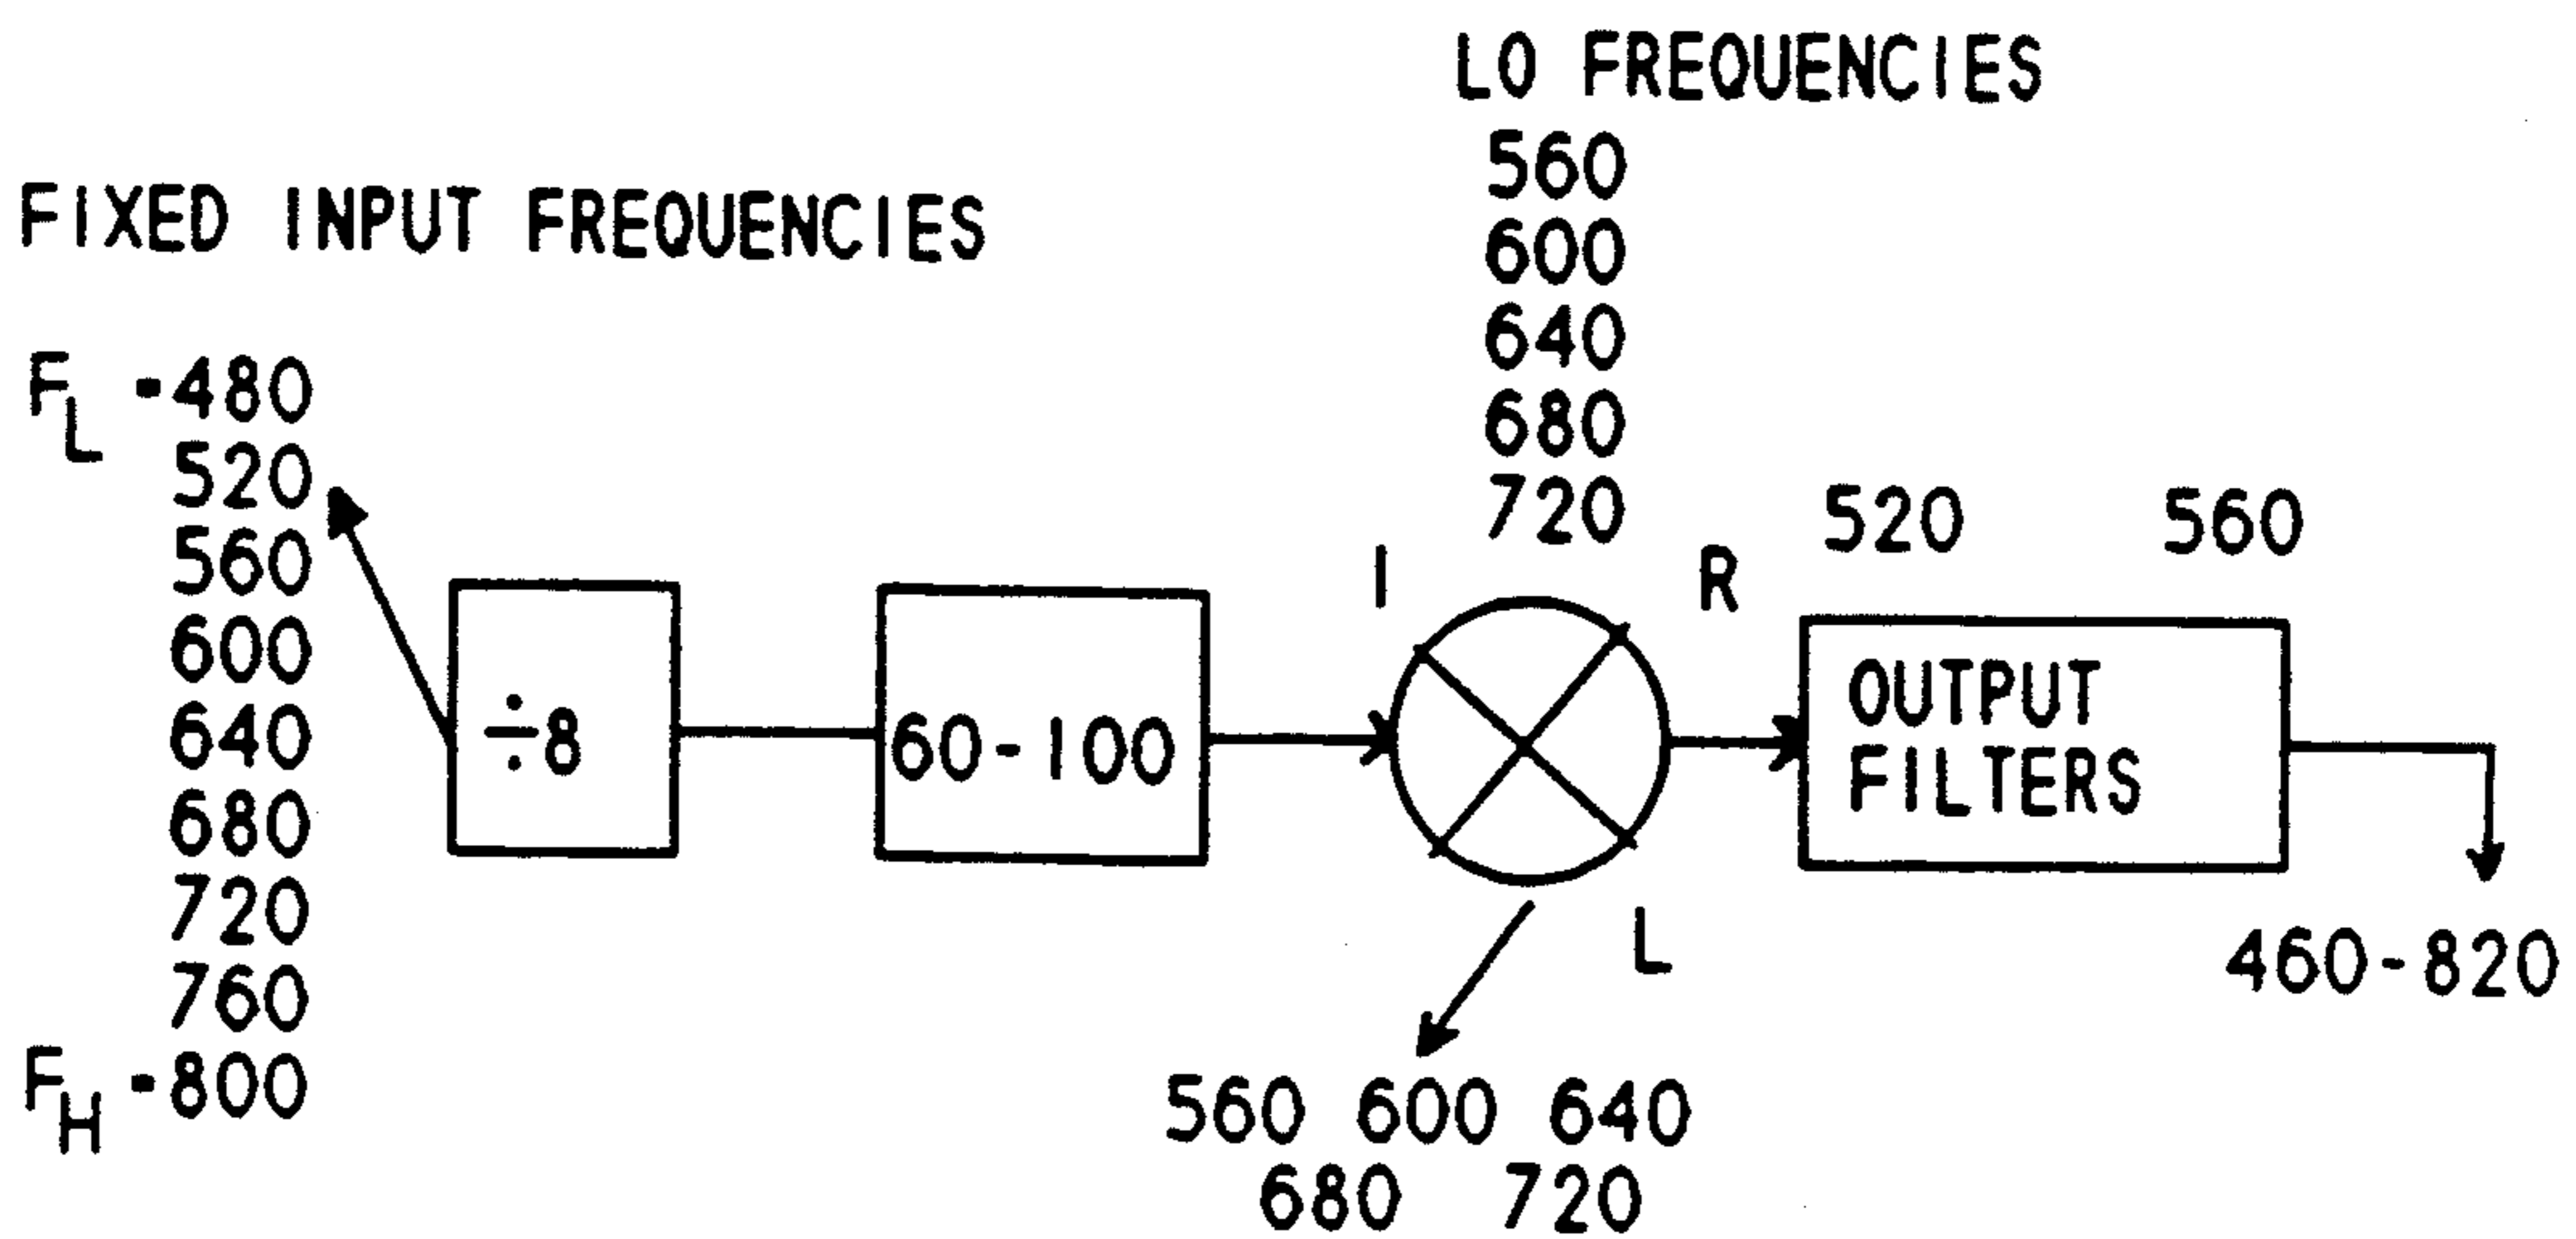 LO FREQUENCIES
560
600
640
680
720
FIXED INPUT FREQUENCIES
FL -480
520
560
600
640
680
720
760
FH -800
÷8
60-100
I
R
L
520 560
OUTPUT
FILTERS
460-820
560 600 640
680 720